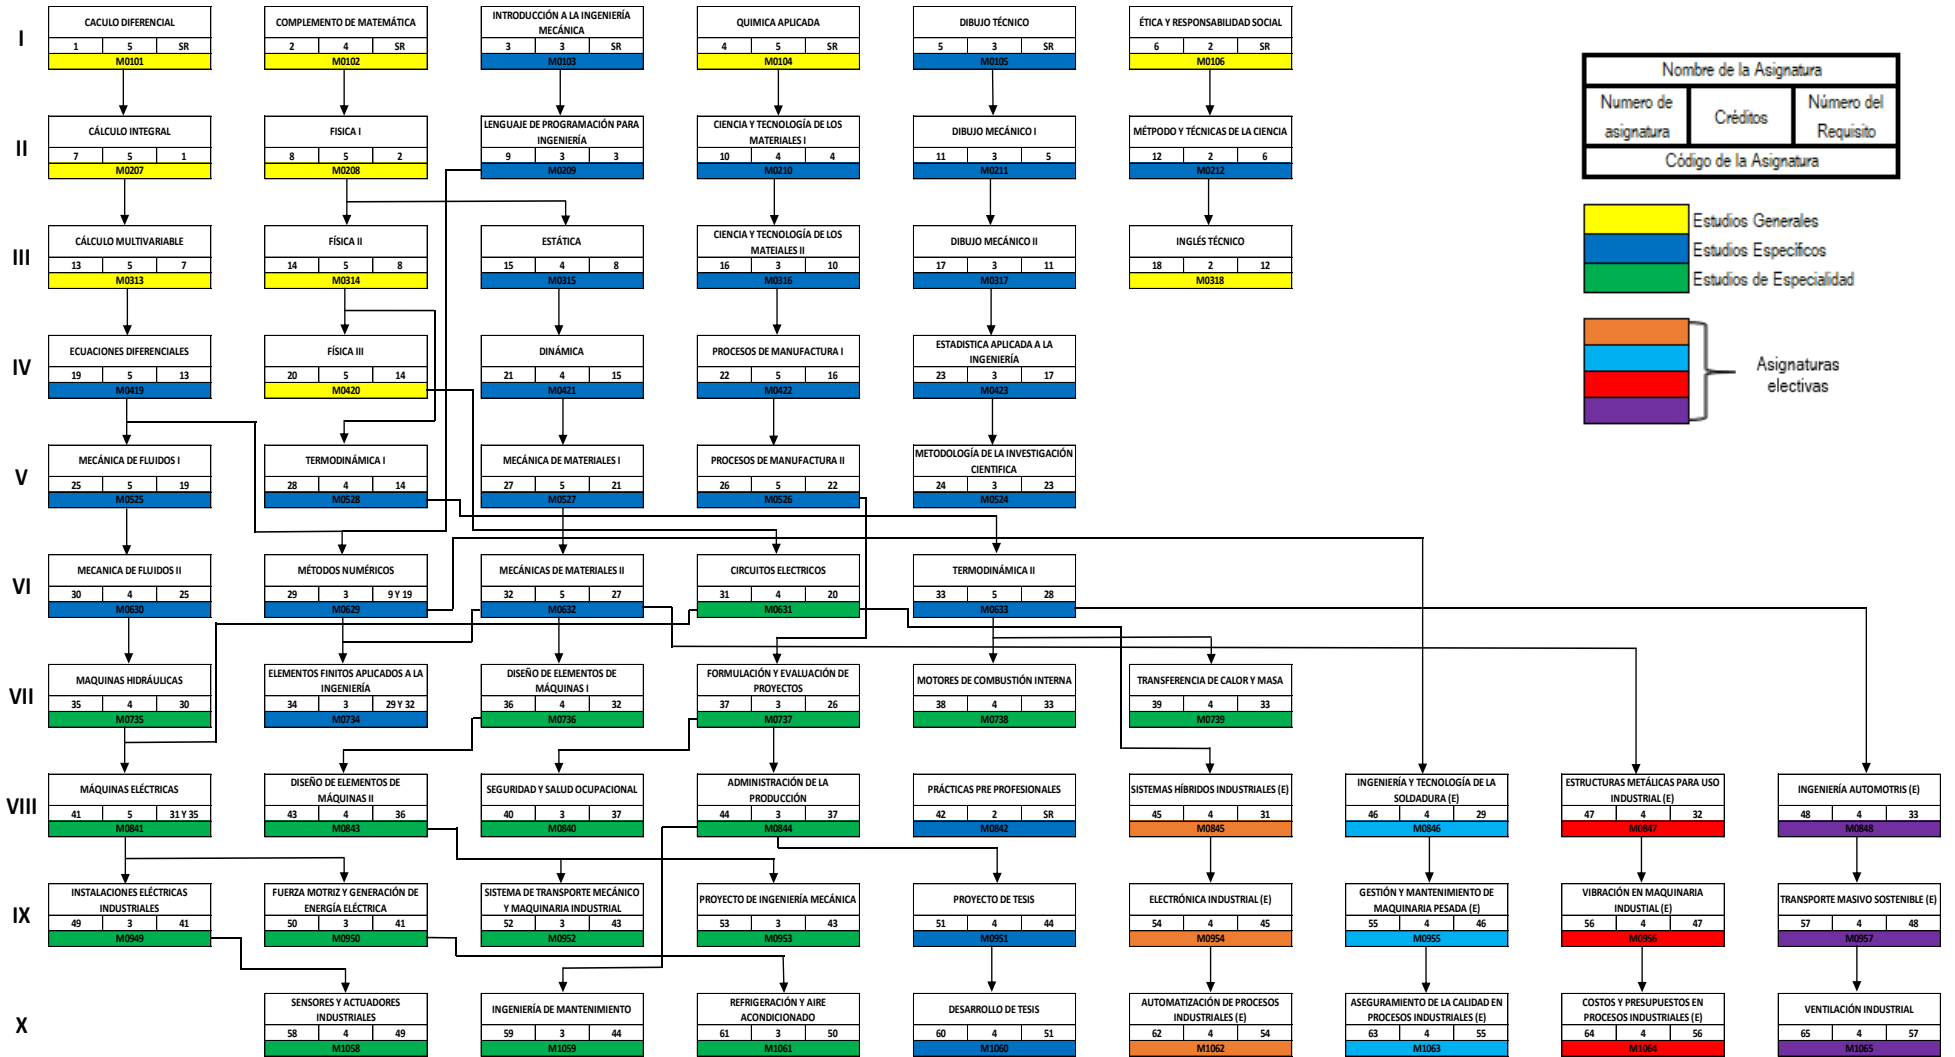 I
CACULO DIFERENCIAL
1 5 SR
M0101
COMPLEMENTO DE MATEMÁTICA
2 4 SR
M0102
INTRODUCCIÓN A LA INGENIERÍA
MECÁNICA
3 3 SR
M0103
QUIMICA APLICADA
4 5 SR
M0104
DIBUJO TÉCNICO
5 3 SR
M0105
ÉTICA Y RESPONSABILIDAD SOCIAL
6 2 SR
M0106
Nombre de la Asignatura
Numero de
asignatura
Créditos
Número del
Requisito
Código de la Asignatura
II
CÁLCULO INTEGRAL
7 5 1
M0207
FISICA I
8 5 2
M0208
LENGUAJE DE PROGRAMACIÓN PARA
INGENIERÍA
9 3 3
M0209
CIENCIA Y TECNOLOGÍA DE LOS
MATERIALES I
10 4 4
M0210
DIBUJO MECÁNICO I
11 3 5
M0211
MÉTPODO Y TÉCNICAS DE LA CIENCIA
12 2 6
M0212
Estudios Generales
Estudios Específicos
Estudios de Especialidad
Asignaturas
electivas
III
CÁLCULO MULTIVARIABLE
13 5 7
M0313
FÍSICA II
14 5 8
M0314
ESTÁTICA
15 4 8
M0315
CIENCIA Y TECNOLOGÍA DE LOS
MATEIALES II
16 3 10
M0316
DIBUJO MECÁNICO II
17 3 11
M0317
INGLÉS TÉCNICO
18 2 12
M0318
IV
ECUACIONES DIFERENCIALES
19 5 13
M0419
FÍSICA III
20 5 14
M0420
DINÁMICA
21 4 15
M0421
PROCESOS DE MANUFACTURA I
22 5 16
M0422
ESTADISTICA APLICADA A LA
INGENIERÍA
23 3 17
M0423
V
MECÁNICA DE FLUIDOS I
25 5 19
M0525
TERMODINÁMICA I
28 4 14
M0528
MECÁNICA DE MATERIALES I
27 5 21
M0527
PROCESOS DE MANUFACTURA II
26 5 22
M0526
METODOLOGÍA DE LA INVESTIGACIÓN
CIENTIFICA
24 3 23
M0524
VI
MECANICA DE FLUIDOS II
30 4 25
M0630
MÉTODOS NUMÉRICOS
29 3 9 Y 19
M0629
MECÁNICAS DE MATERIALES II
32 5 27
M0632
CIRCUITOS ELECTRICOS
31 4 20
M0631
TERMODINÁMICA II
33 5 28
M0633
VII
MAQUINAS HIDRÁULICAS
35 4 30
M0735
ELEMENTOS FINITOS APLICADOS A LA
INGENIERÍA
34 3 29 Y 32
M0734
DISEÑO DE ELEMENTOS DE
MÁQUINAS I
36 4 32
M0736
FORMULACIÓN Y EVALUACIÓN DE
PROYECTOS
37 3 26
M0737
MOTORES DE COMBUSTIÓN INTERNA
38 4 33
M0738
TRANSFERENCIA DE CALOR Y MASA
39 4 33
M0739
VIII
MÁQUINAS ELÉCTRICAS
41 5 31 Y 35
M0841
DISEÑO DE ELEMENTOS DE
MÁQUINAS II
43 4 36
M0843
SEGURIDAD Y SALUD OCUPACIONAL
40 3 37
M0840
ADMINISTRACIÓN DE LA
PRODUCCIÓN
44 3 37
M0844
PRÁCTICAS PRE PROFESIONALES
42 2 SR
M0842
SISTEMAS HÍBRIDOS INDUSTRIALES (E)
45 4 31
M0845
INGENIERÍA Y TECNOLOGÍA DE LA
SOLDADURA (E)
46 4 29
M0846
ESTRUCTURAS METÁLICAS PARA USO
INDUSTRIAL (E)
47 4 32
M0847
INGENIERÍA AUTOMOTRIS (E)
48 4 33
M0848
IX
INSTALACIONES ELÉCTRICAS
INDUSTRIALES
49 3 41
M0949
FUERZA MOTRIZ Y GENERACIÓN DE
ENERGÍA ELÉCTRICA
50 3 41
M0950
SISTEMA DE TRANSPORTE MECÁNICO
Y MAQUINARIA INDUSTRIAL
52 3 43
M0952
PROYECTO DE INGENIERÍA MECÁNICA
53 3 43
M0953
PROYECTO DE TESIS
51 4 44
M0951
ELECTRÓNICA INDUSTRIAL (E)
54 4 45
M0954
GESTIÓN Y MANTENIMIENTO DE
MAQUINARIA PESADA (E)
55 4 46
M0955
VIBRACIÓN EN MAQUINARIA
INDUSTIAL (E)
56 4 47
M0956
TRANSPORTE MASIVO SOSTENIBLE (E)
57 4 48
M0957
X
SENSORES Y ACTUADORES
INDUSTRIALES
58 4 49
M1058
INGENIERÍA DE MANTENIMIENTO
59 3 44
M1059
REFRIGERACIÓN Y AIRE
ACONDICIONADO
61 3 50
M1061
DESARROLLO DE TESIS
60 4 51
M1060
AUTOMATIZACIÓN DE PROCESOS
INDUSTRIALES (E)
62 4 54
M1062
ASEGURAMIENTO DE LA CALIDAD EN
PROCESOS INDUSTRIALES (E)
63 4 55
M1063
COSTOS Y PRESUPUESTOS EN
PROCESOS INDUSTRIALES (E)
64 4 56
M1064
VENTILACIÓN INDUSTRIAL
65 4 57
M1065